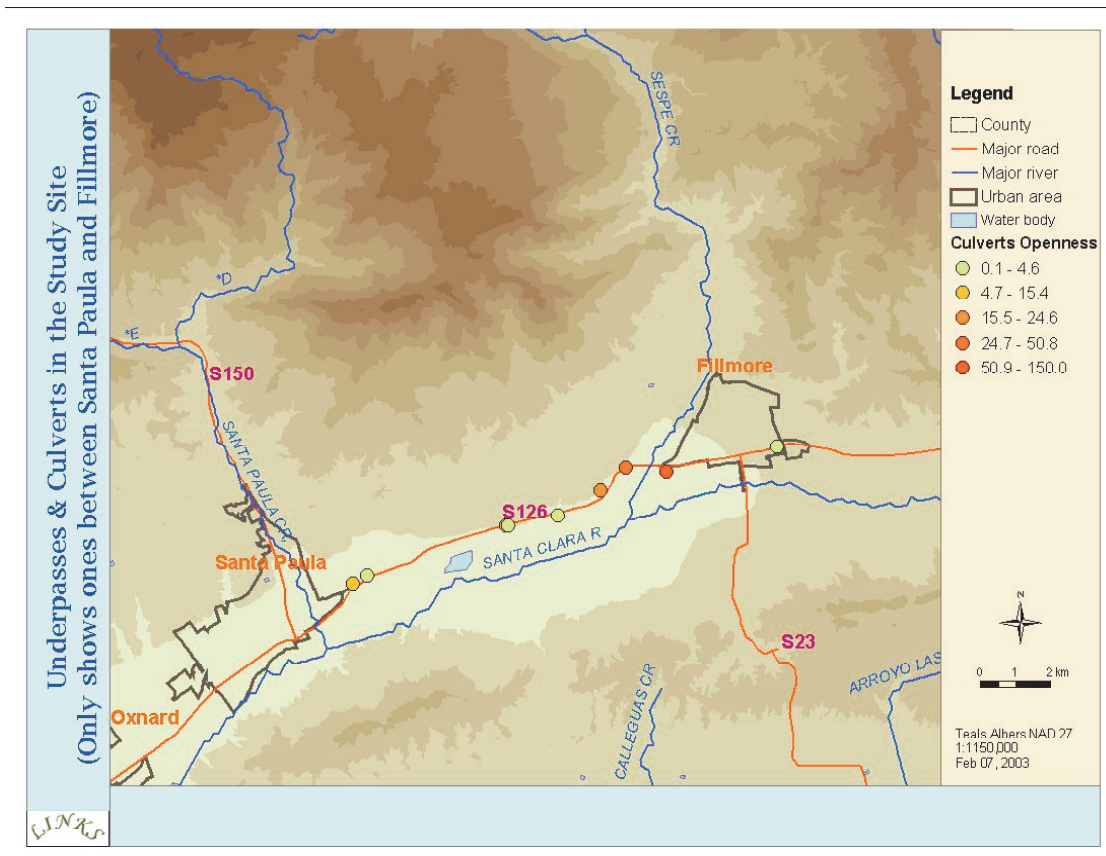 Underpasses & Culverts in the Study Site
(Only shows ones between Santa Paula and Fillmore)
LINKS
SESPE CR
*D
*E
S150
SANTA PAULA CR,
Fillmore
S126
SANTA CLARA R
Santa Paula
S23
Oxnard
CALLEGUAS CR
ARROYO LAS
Legend
County
Major road
Major river
Urban area
Water body
Culverts Openness
0.1 - 4.6
4.7 - 15.4
15.5 - 24.6
24.7 - 50.8
50.9 - 150.0
N
0 1 2 km
Teals Albers NAD 27
1:1150,000
Feb 07, 2003